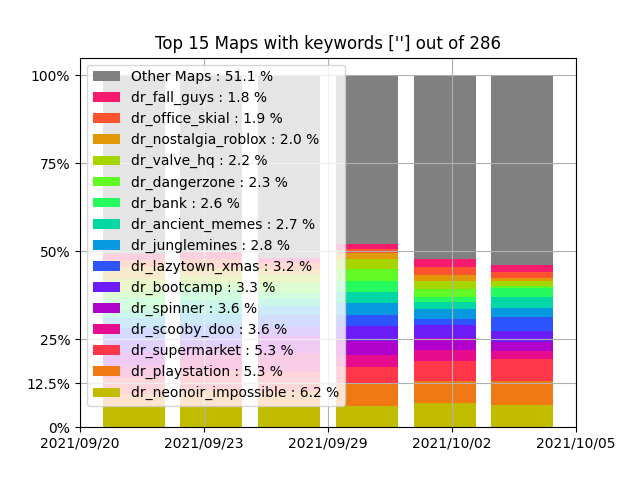 Top 15 Maps with keywords [''] out of 286
100%
75%
50%
25%
12.5%
0%
Other Maps : 51.1 %
dr_fall_guys : 1.8 %
dr_office_skial : 1.9 %
dr_nostalgia_roblox : 2.0 %
dr_valve_hq : 2.2 %
dr_dangerzone : 2.3 %
dr_bank : 2.6 %
dr_ancient_memes : 2.7 %
dr_junglemines : 2.8 %
dr_lazytown_xmas : 3.2 %
dr_bootcamp : 3.3 %
dr_spinner : 3.6 %
dr_scooby_doo : 3.6 %
dr_supermarket : 5.3 %
dr_playstation : 5.3 %
dr_neonoir_impossible : 6.2 %
2021/09/20 2021/09/23 2021/09/29 2021/10/02 2021/10/05